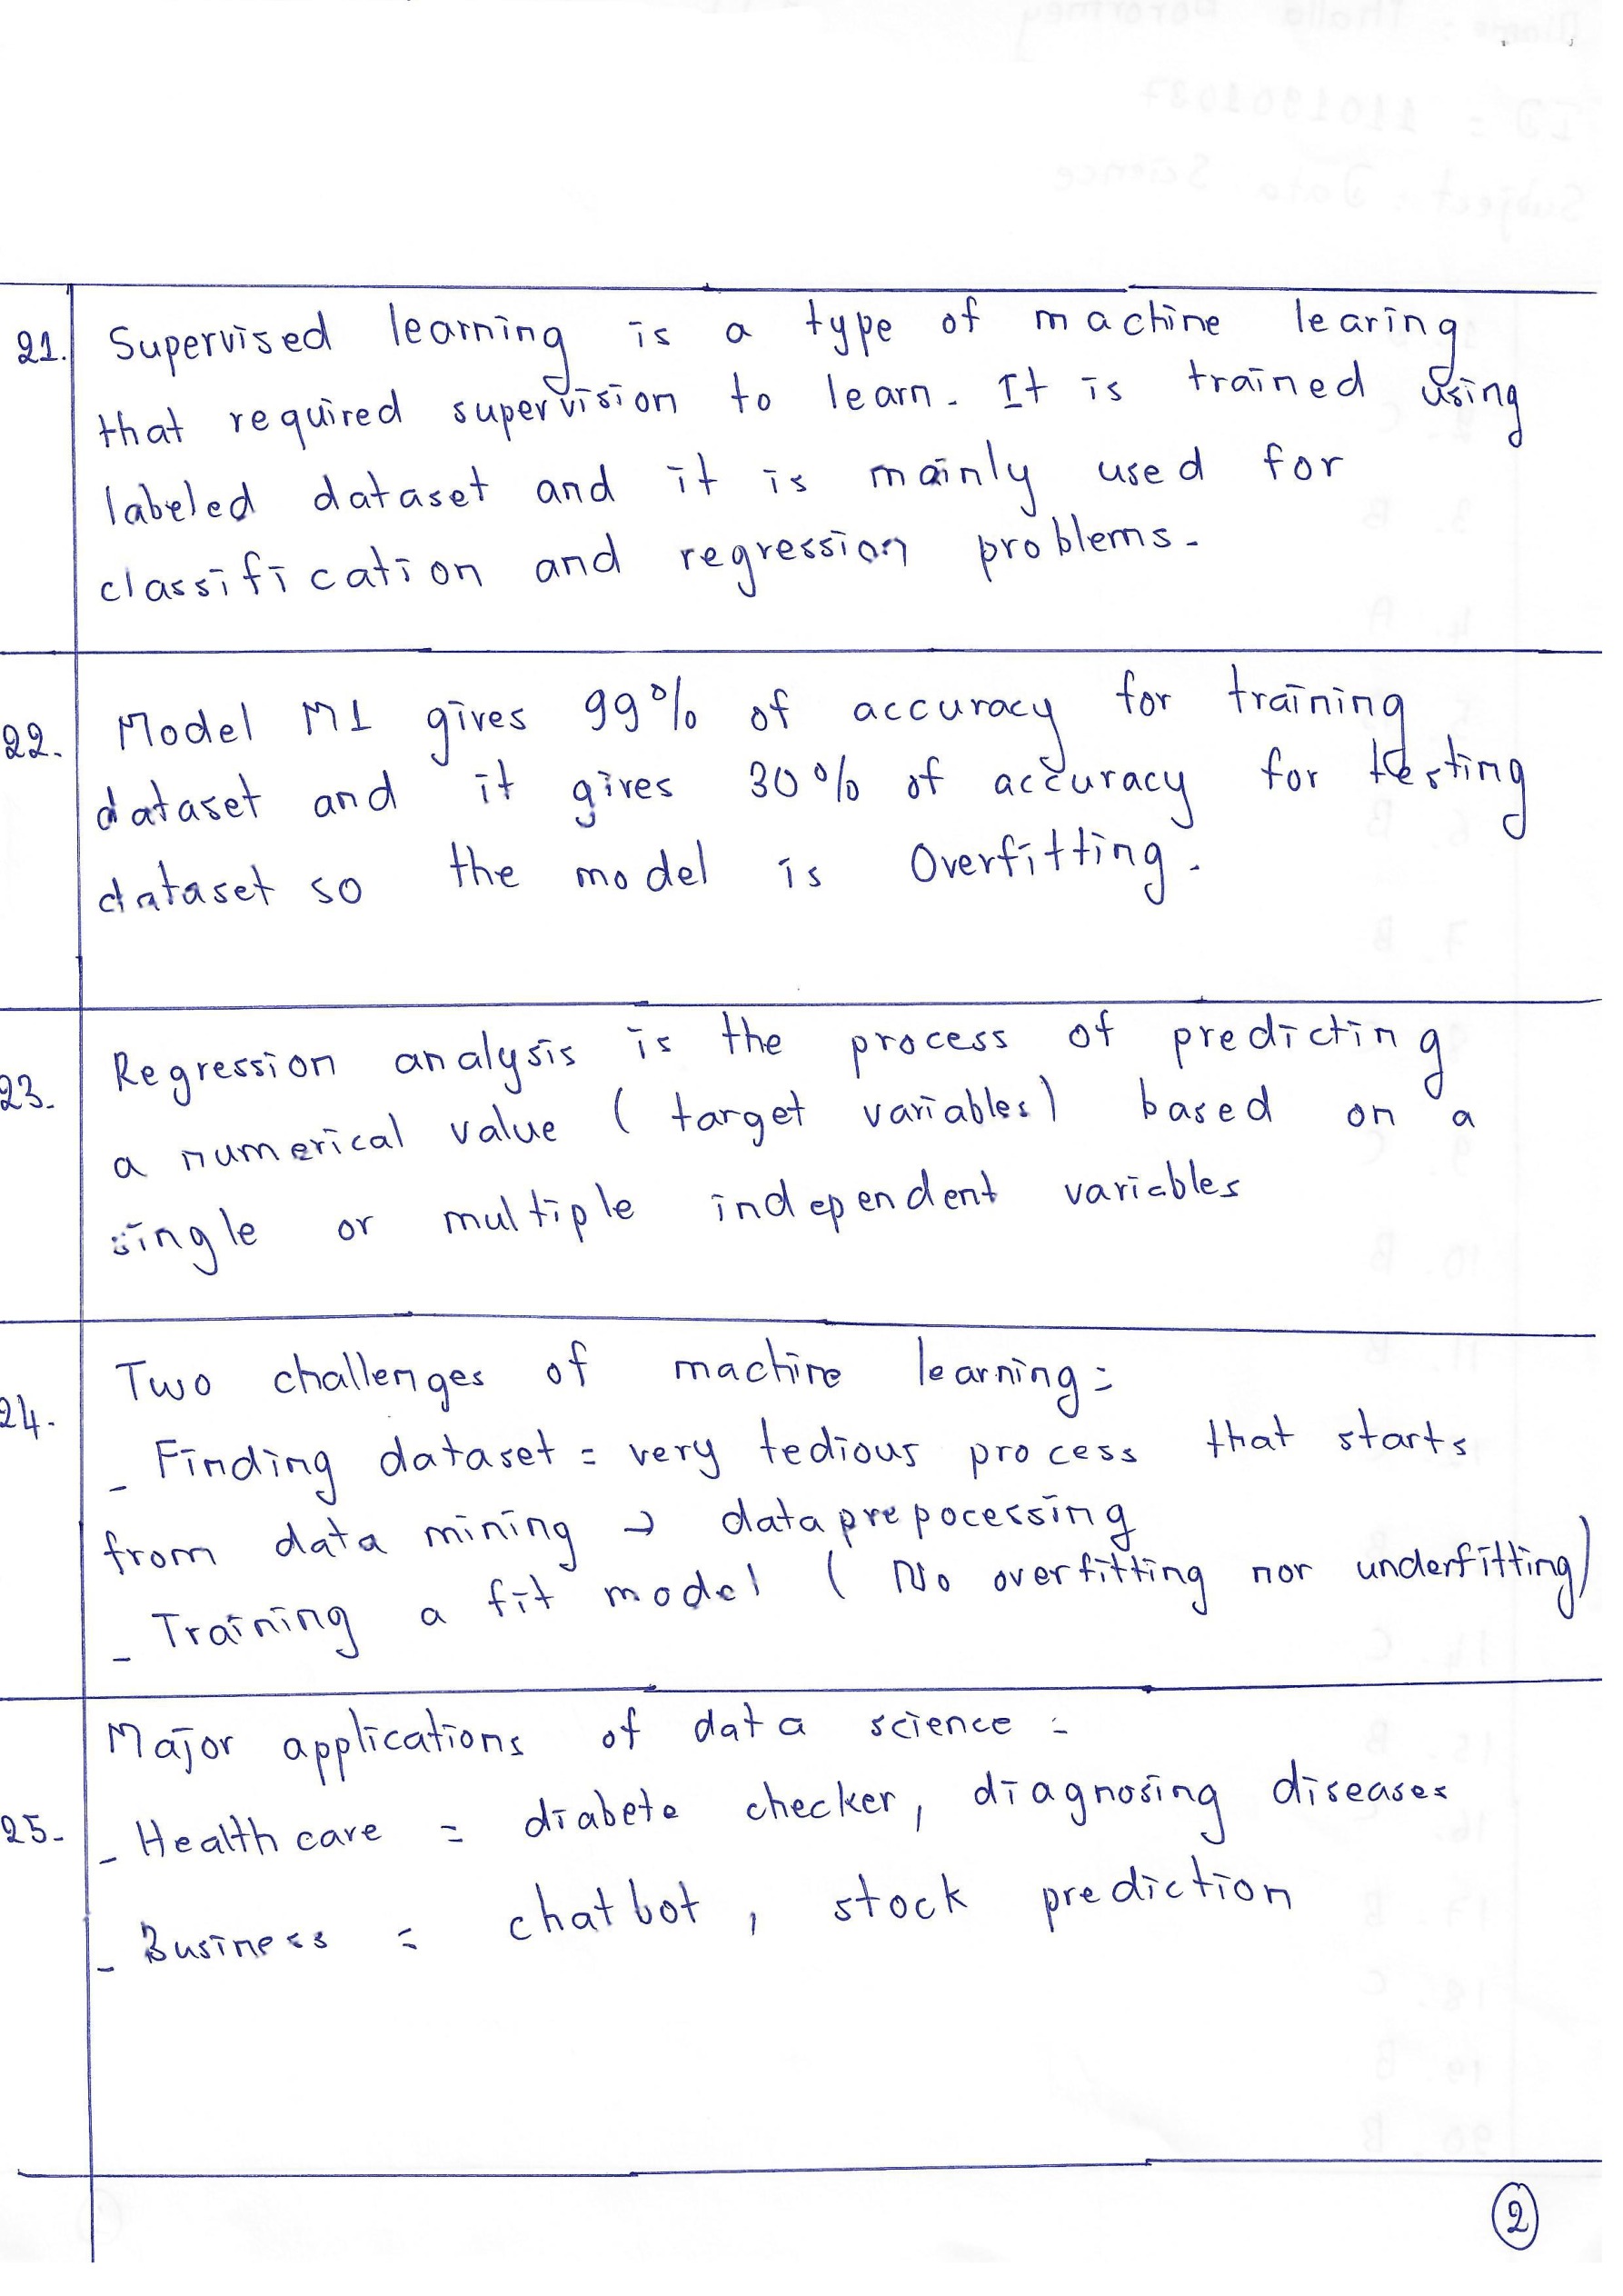 21. Supervised learning is a type of machine learing
that required supervision to learn. It is trained using
labeled dataset and it is mainly used for
classification and regression problems.
22. Model M1 gives 99% of accuracy for training
dataset and it gives 30% of accuracy for testing
dataset so the model is Overfitting.
23. Regression analysis is the process of predicting
a numerical value (target variables) based on a
single or multiple independent variables
24. Two challenges of machine learning =
- Finding dataset = very tedious process that starts
from data mining → data prepocessing
- Training a fit model (No overfitting nor underfitting)
25. Major applications of data science =
- Health care = diabete checker, diagnosing diseases
- Business = chatbot, stock prediction
2